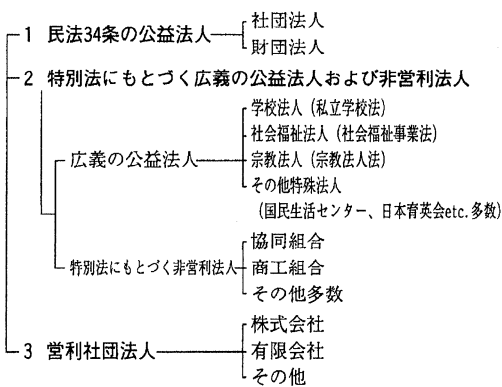 1 民法34条の公益法人
社団法人
財団法人
2 特別法にもとづく広義の公益法人および非営利法人
広義の公益法人
学校法人（私立学校法）
社会福祉法人（社会福祉事業法）
宗教法人（宗教法人法）
その他特殊法人
（国民生活センター、日本育英会etc.多数）
特別法にもとづく非営利法人
協同組合
商工組合
その他多数
3 営利社団法人
株式会社
有限会社
その他